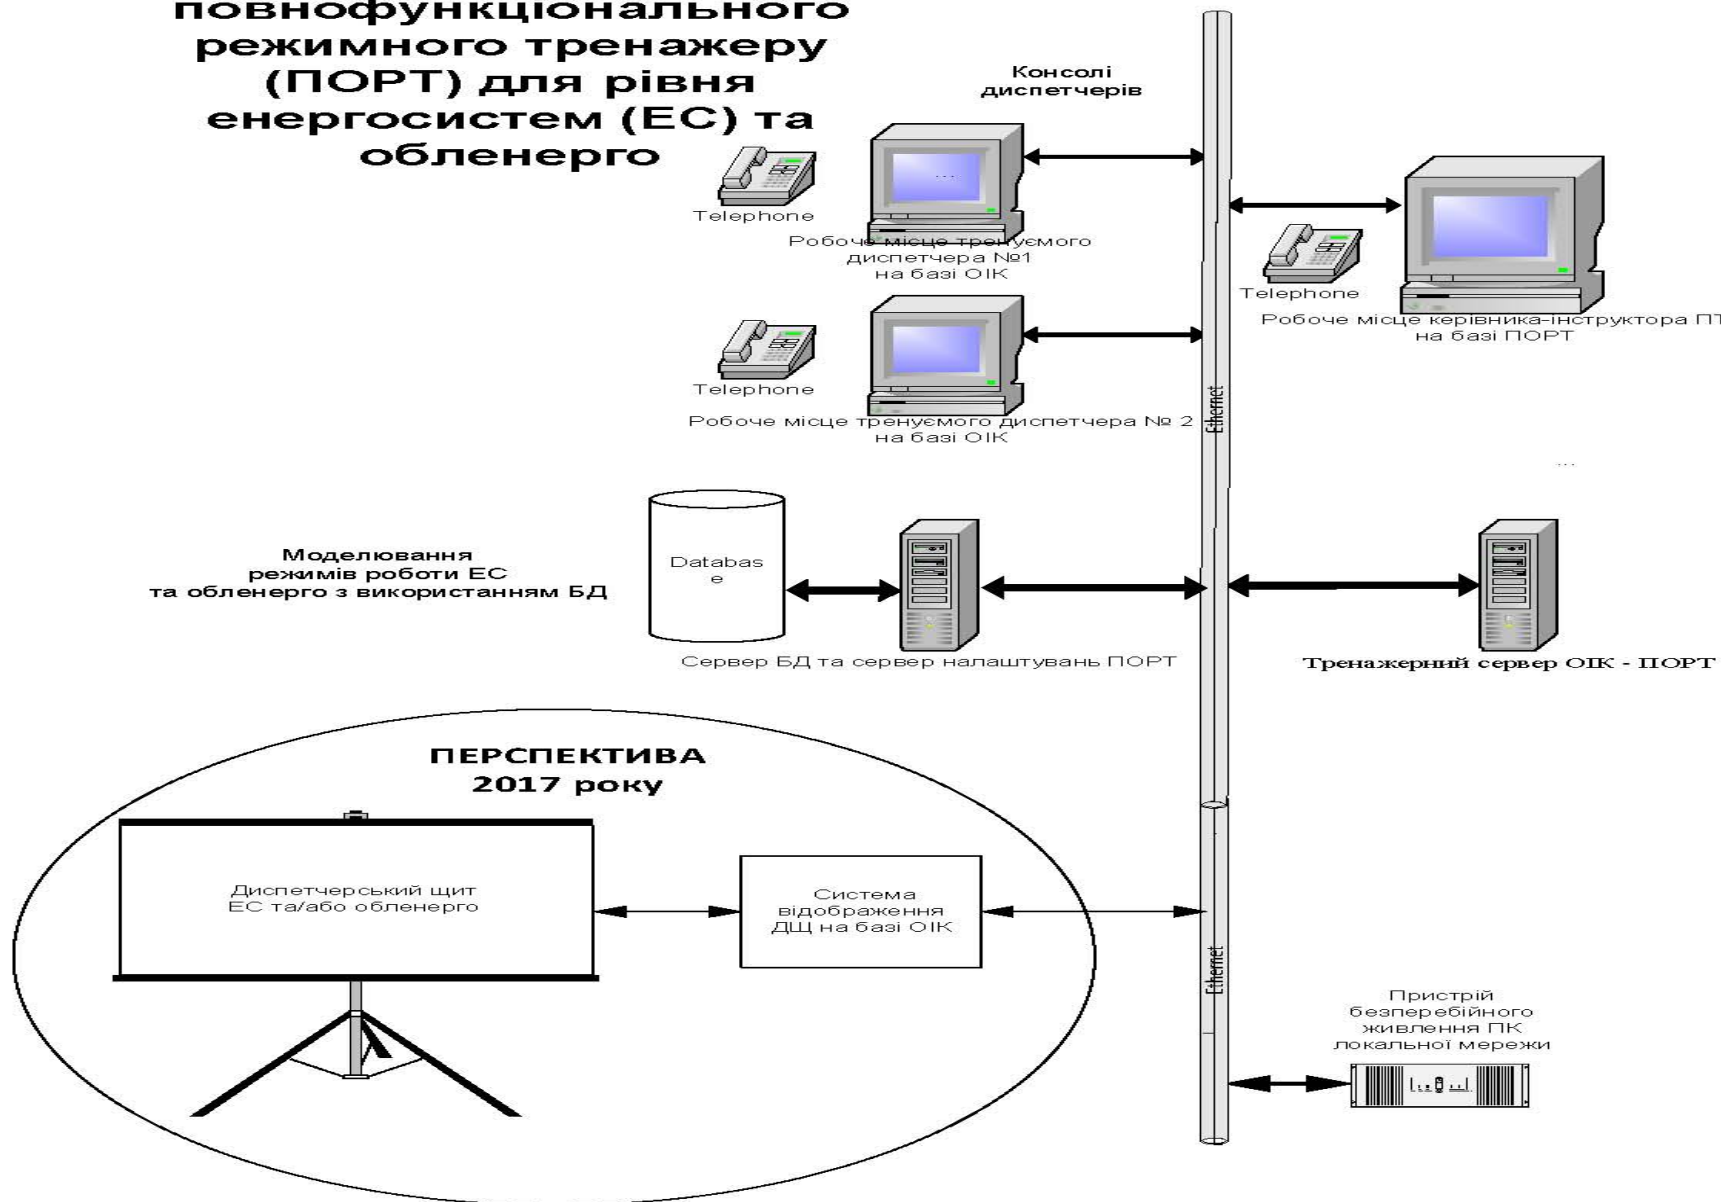 повнофункціонального
режимного тренажеру
(ПОРТ) для рівня
енергосистем (ЕС) та
обленерго
Консолі
диспетчерів
...
Telephone
Робоче місце тренуємого
диспетчера №1
на базі ОІК
Telephone
Робоче місце керівника-інструктора ПТ
на базі ПОРТ
Telephone
Робоче місце тренуємого диспетчера № 2
на базі ОІК
Ethernet
...
Моделювання
режимів роботи ЕС
та обленерго з використанням БД
Databas
e
Сервер БД та сервер налаштувань ПОРТ
Тренажерний сервер ОІК - ПОРТ
ПЕРСПЕКТИВА
2017 року
Диспетчерський щит
ЕС та/або обленерго
Система
відображення
ДЩ на базі ОІК
Ethernet
Пристрій
безперебійного
живлення ПК
локальної мережи